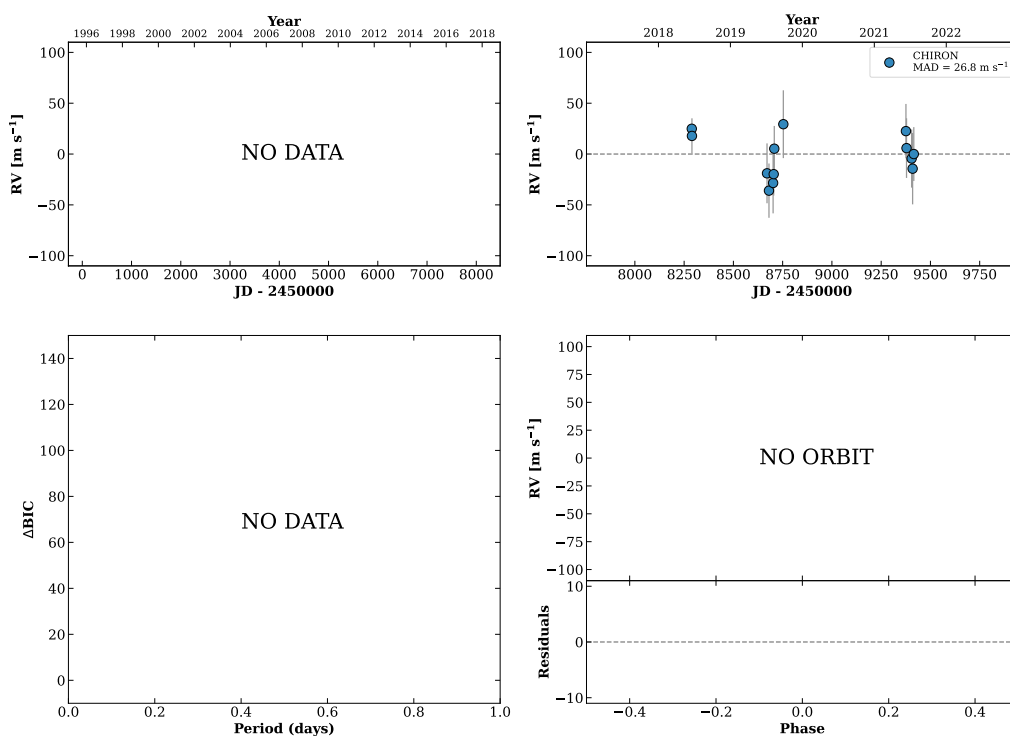 Year
1996 1998 2000 2002 2004 2006 2008 2010 2012 2014 2016 2018
100
50
0
−50
−100
RV [m s−1]
NO DATA
0 1000 2000 3000 4000 5000 6000 7000 8000
JD - 2450000
Year
2018 2019 2020 2021 2022
CHIRON
MAD = 26.8 m s−1
100
50
0
−50
−100
RV [m s−1]
8000 8250 8500 8750 9000 9250 9500 9750
JD - 2450000
140
120
100
80
60
40
20
0
ΔBIC
NO DATA
0.0 0.2 0.4 0.6 0.8 1.0
Period (days)
100
75
50
25
0
−25
−50
−75
−100
RV [m s−1]
NO ORBIT
10
0
−10
Residuals
−0.4 −0.2 0.0 0.2 0.4
Phase